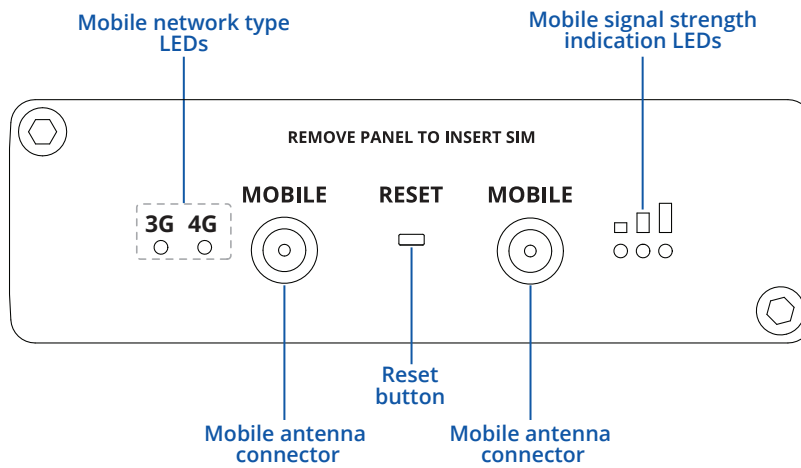 Mobile network type
LEDs
Mobile signal strength
indication LEDs
REMOVE PANEL TO INSERT SIM
MOBILE
RESET
MOBILE
3G 4G
Reset
button
Mobile antenna
connector
Mobile antenna
connector